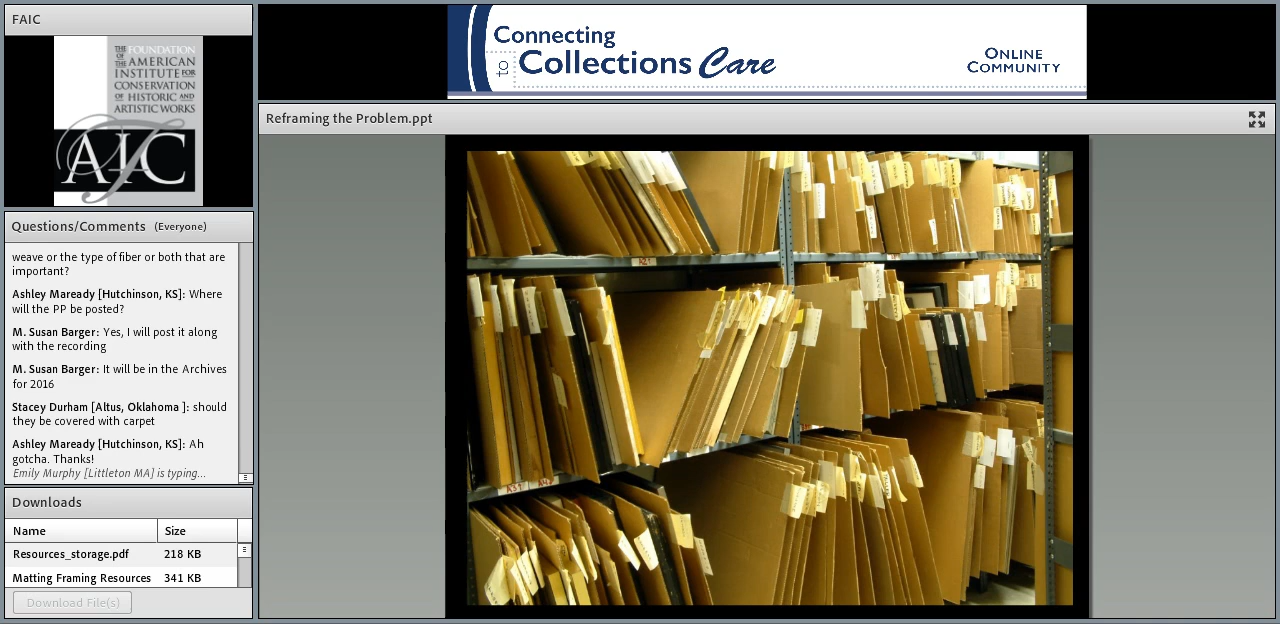 FAIC
THE FOUNDATION
OF THE AMERICAN
INSTITUTE FOR
CONSERVATION
OF HISTORIC AND
ARTISTIC WORKS
FAIC
Connecting
to Collections Care
ONLINE
COMMUNITY
Questions/Comments (Everyone)
weave or the type of fiber or both that are
important?
Ashley Maready [Hutchinson, KS]: Where
will the PP be posted?
M. Susan Barger: Yes, I will post it along
with the recording
M. Susan Barger: It will be in the Archives
for 2016
Stacey Durham [Altus, Oklahoma ]: should
they be covered with carpet
Ashley Maready [Hutchinson, KS]: Ah
gotcha. Thanks!
Emily Murphy [Littleton MA] is typing...
Downloads
Name Size
Resources_storage.pdf 218 KB
Matting Framing Resources 341 KB
Download File(s)
Reframing the Problem.ppt